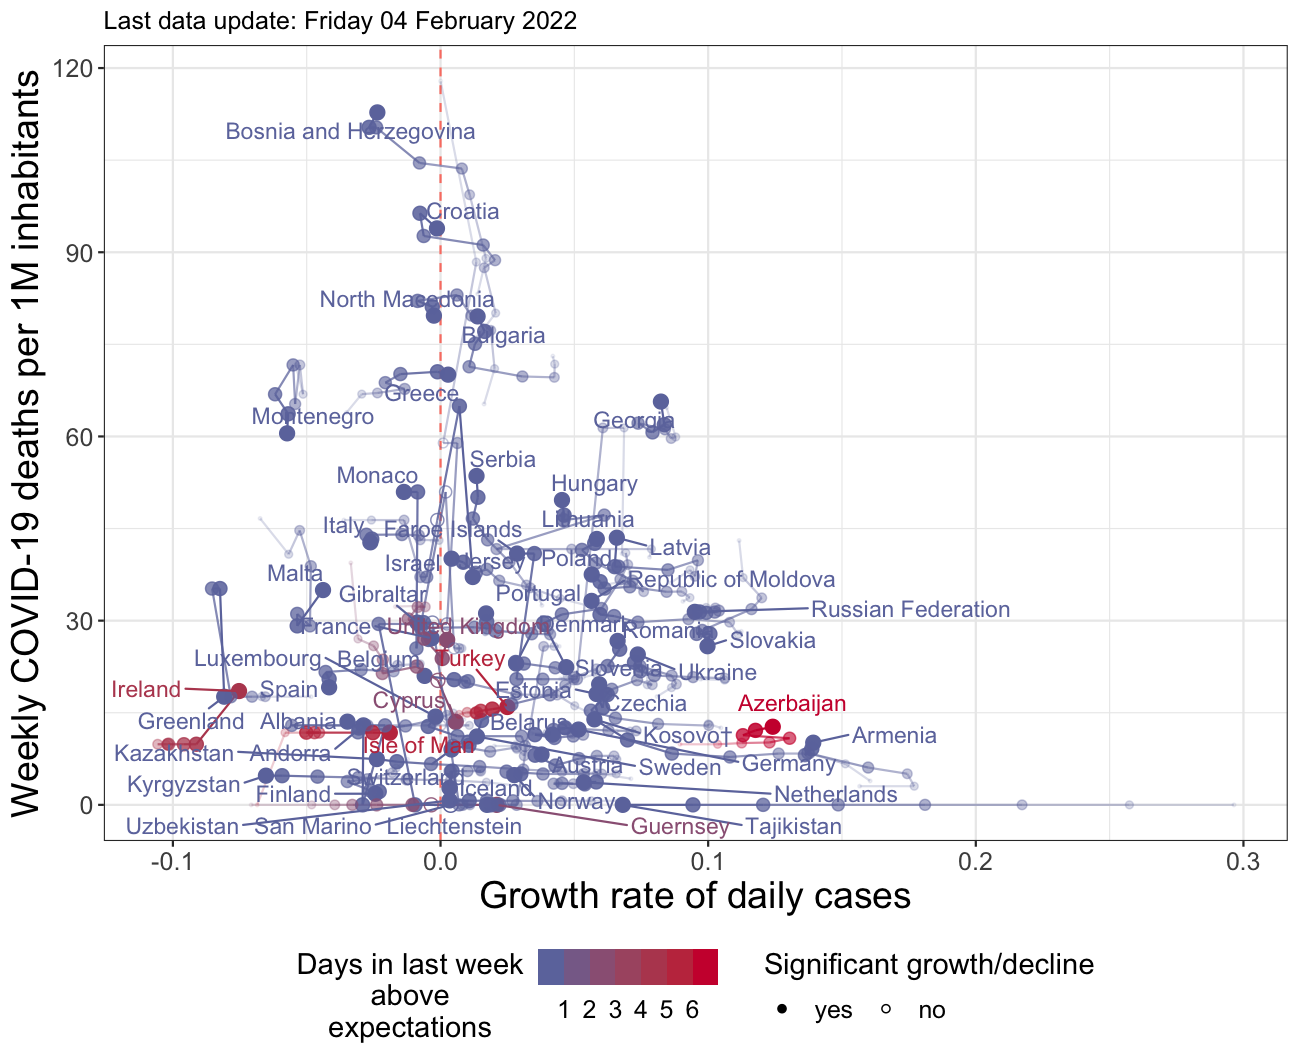 Last data update: Friday 04 February 2022
Weekly COVID-19 deaths per 1M inhabitants
120
90
60
30
0
Bosnia and Herzegovina
Croatia
North Macedonia
Bulgaria
Greece
Montenegro
Georgia
Serbia
Monaco
Hungary
Lithuania
Italy
Faroe Islands
Latvia
Israel
Jersey
Poland
Malta
Republic of Moldova
Gibraltar
Portugal
Russian Federation
France
United Kingdom
Denmark
Romania
Slovakia
Luxembourg
Belgium
Turkey
Slovenia
Ukraine
Ireland
Spain
Estonia
Cyprus
Czechia
Azerbaijan
Greenland
Albania
Belarus
Kosovo†
Armenia
Kazakhstan
Andorra
Isle of Man
Austria
Sweden
Germany
Kyrgyzstan
Switzerland
Finland
Iceland
Norway
Netherlands
Uzbekistan
San Marino
Liechtenstein
Guernsey
Tajikistan
-0.1
0.0
0.1
0.2
0.3
Growth rate of daily cases
Days in last week
above
expectations
1 2 3 4 5 6
Significant growth/decline
yes
no